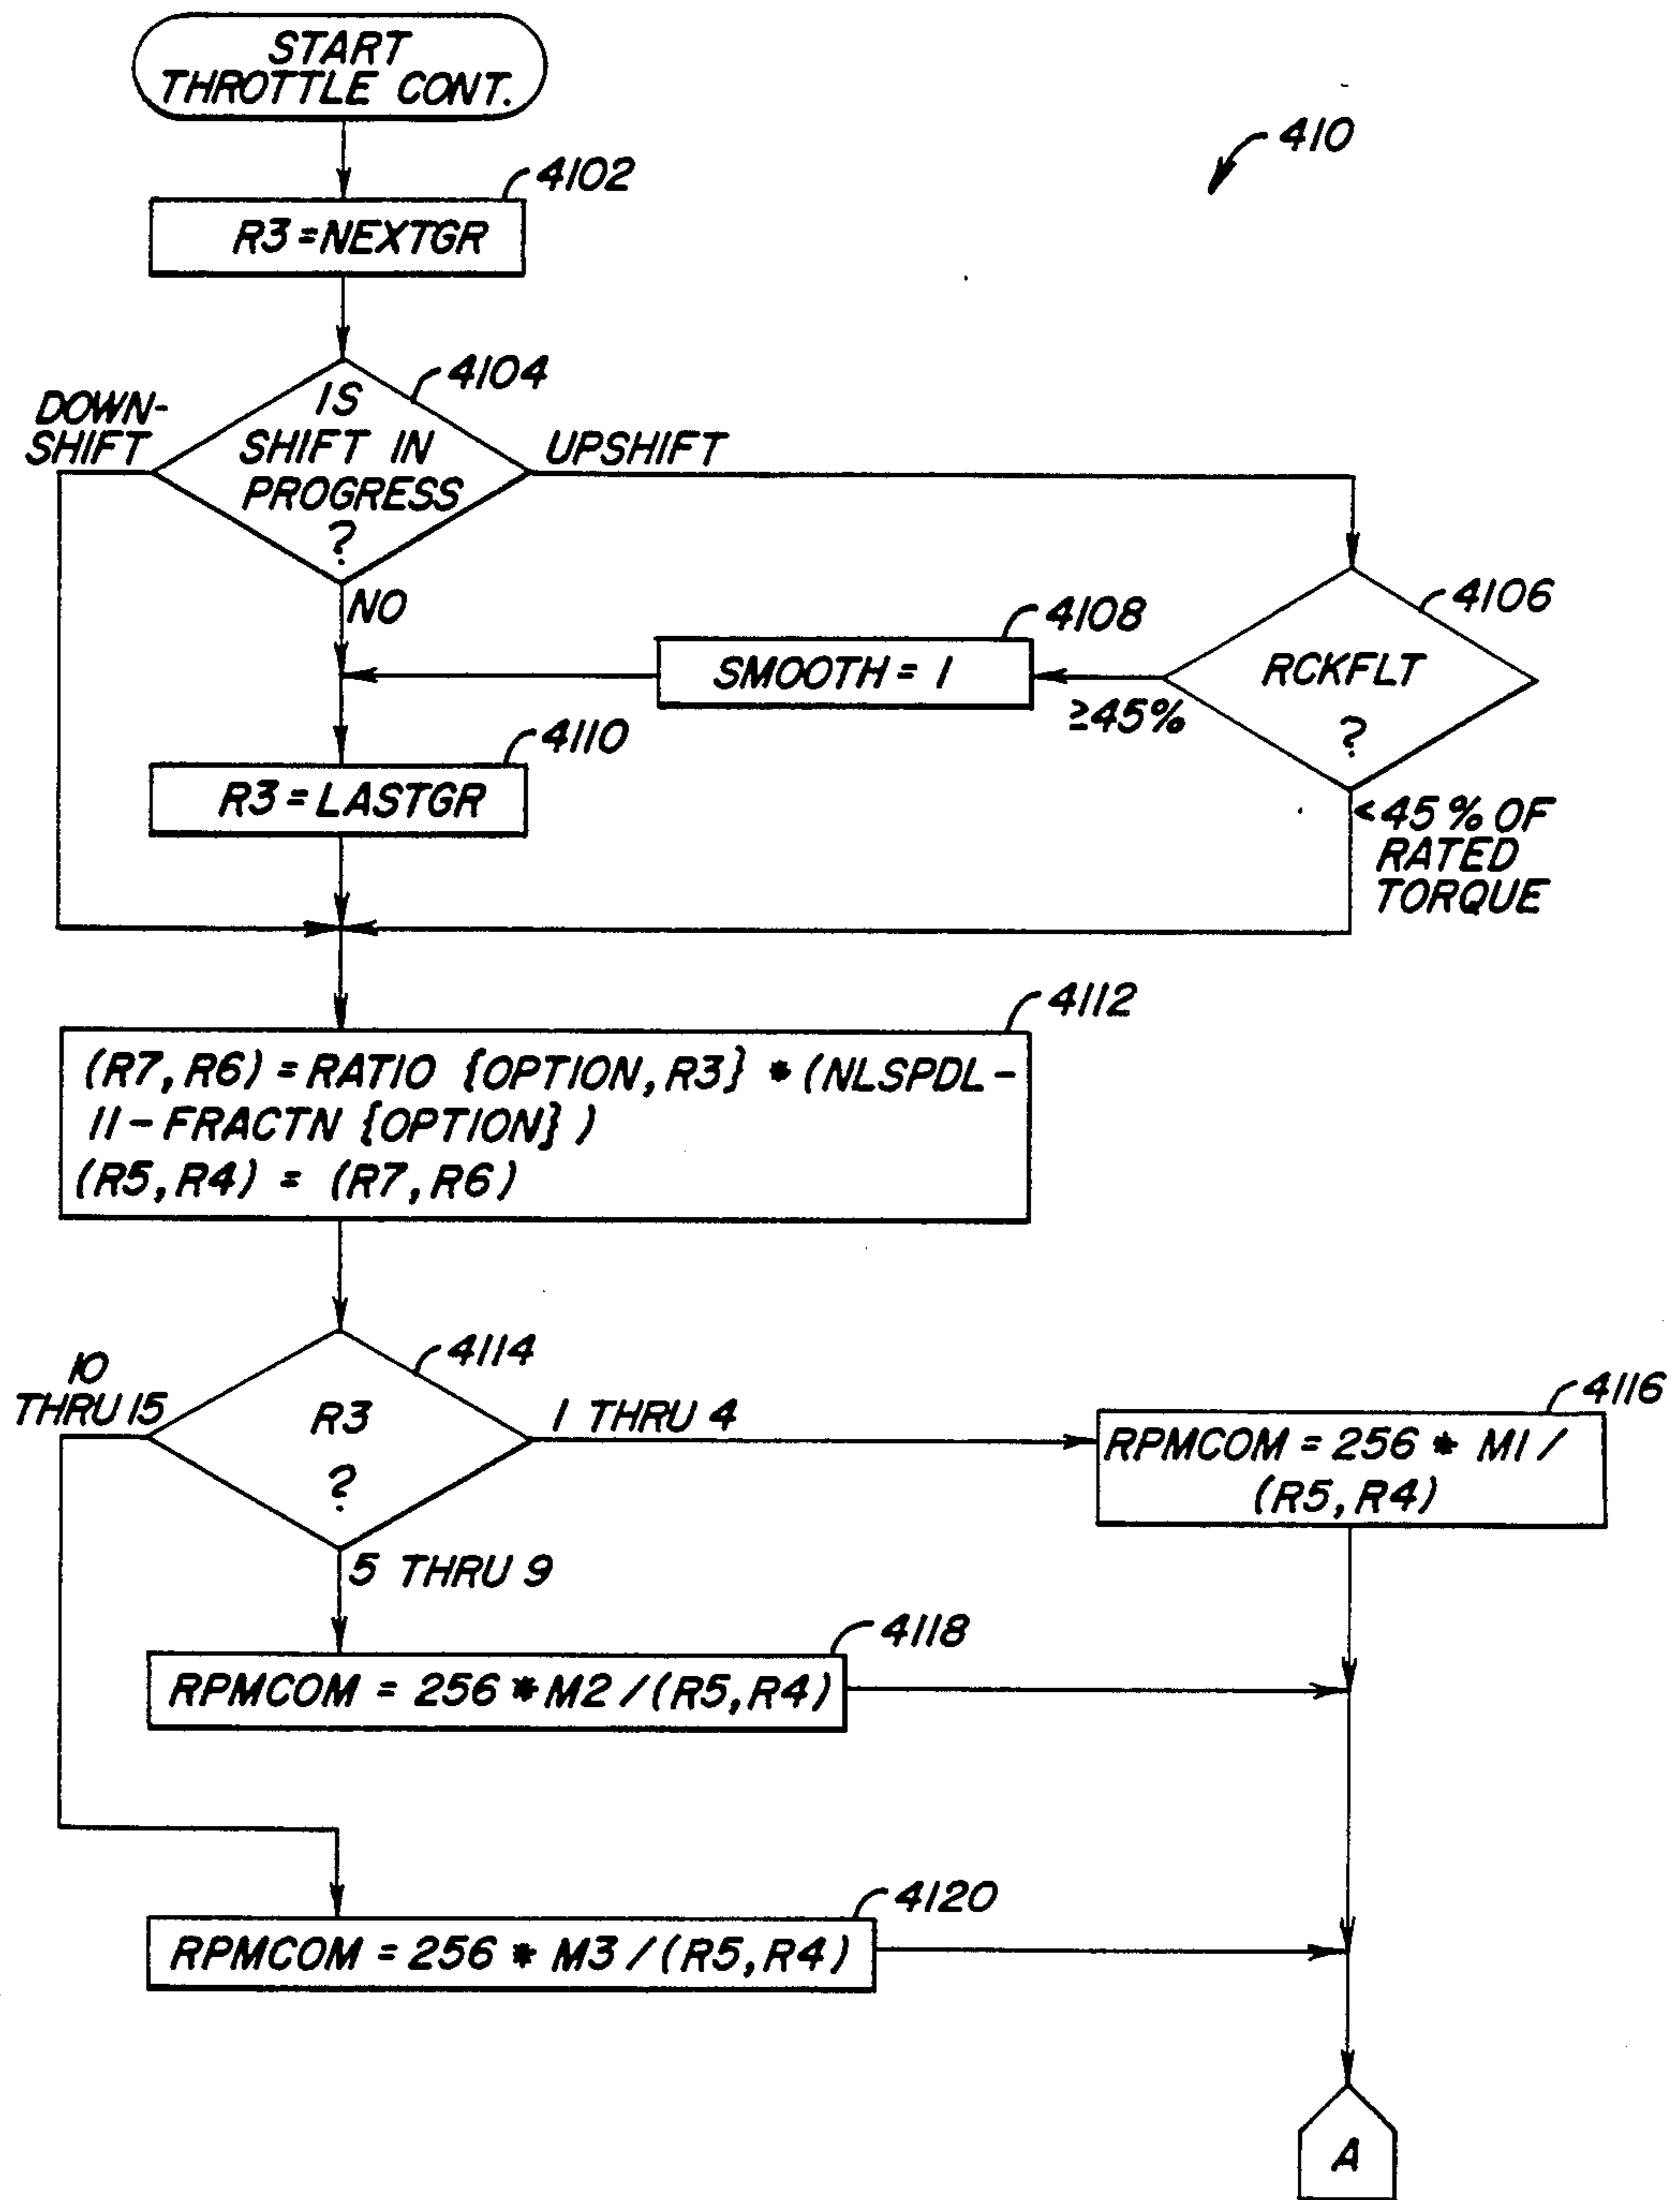 START
THROTTLE CONT.
410
4102
R3=NEXTGR
4104
DOWN-
SHIFT
IS
SHIFT IN
PROGRESS
?
UPSHIFT
NO
4106
RCKFLT
?
4108
SMOOTH = 1
≥45%
4110
R3=LASTGR
<45% OF
RATED
TORQUE
4112
(R7,R6)=RATIO {OPTION,R3} * (NLSPDL-
11-FRACTN {OPTION})
(R5,R4) = (R7,R6)
4114
10
THRU 15
R3
?
1 THRU 4
4116
RPMCOM = 256 * M1 /
(R5,R4)
5 THRU 9
4118
RPMCOM = 256 * M2 /(R5,R4)
4120
RPMCOM = 256 * M3 /(R5,R4)
A